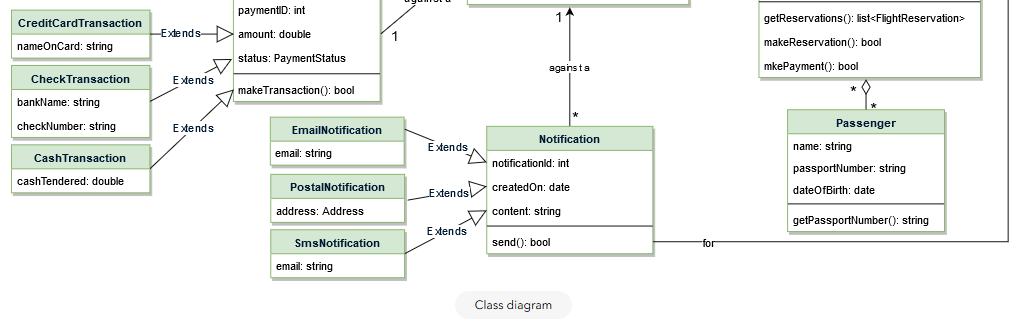 CreditCardTransaction
nameOnCard: string
Extends
CheckTransaction
bankName: string
checkNumber: string
Extends
CashTransaction
cashTendered: double
Extends
paymentID: int
amount: double
status: PaymentStatus
makeTransaction(): bool
against a
1
1
against a
*
EmailNotification
email: string
Extends
PostalNotification
address: Address
Extends
SmsNotification
email: string
Extends
Notification
notificationId: int
createdOn: date
content: string
send(): bool
for
getReservations(): list<FlightReservation>
makeReservation(): bool
mkePayment(): bool
*
*
Passenger
name: string
passportNumber: string
dateOfBirth: date
getPassportNumber(): string
Class diagram